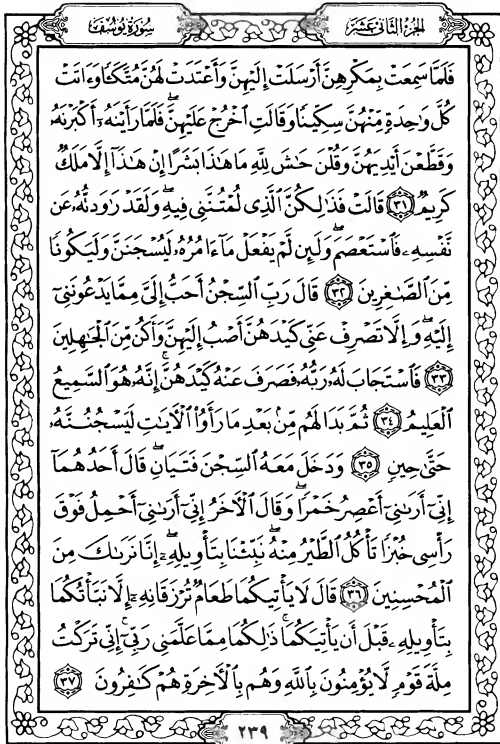 الجزء الثاني عشر
سورة يوسف
فَلَمَّا سَمِعَتْ بِمَكْرِهِنَّ أَرْسَلَتْ إِلَيْهِنَّ وَأَعْتَدَتْ لَهُنَّ مُتَّكَـًٔا وَءَاتَتْ
كُلَّ وَٰحِدَةٍ مِّنْهُنَّ سِكِّينًا وَقَالَتِ ٱخْرُجْ عَلَيْهِنَّ ۖ فَلَمَّا رَأَيْنَهُۥٓ أَكْبَرْنَهُۥ
وَقَطَّعْنَ أَيْدِيَهُنَّ وَقُلْنَ حَٰشَ لِلَّهِ مَا هَٰذَا بَشَرًا إِنْ هَٰذَآ إِلَّا مَلَكٌ
كَرِيمٌ ﴿٣١﴾ قَالَتْ فَذَٰلِكُنَّ ٱلَّذِى لُمْتُنَّنِى فِيهِ ۖ وَلَقَدْ رَٰوَدتُّهُۥ عَن
نَّفْسِهِۦ فَٱسْتَعْصَمَ ۖ وَلَئِن لَّمْ يَفْعَلْ مَآ ءَامُرُهُۥ لَيُسْجَنَنَّ وَلَيَكُونًا
مِّنَ ٱلصَّٰغِرِينَ ﴿٣٢﴾ قَالَ رَبِّ ٱلسِّجْنُ أَحَبُّ إِلَىَّ مِمَّا يَدْعُونَنِىٓ
إِلَيْهِ ۖ وَإِلَّا تَصْرِفْ عَنِّى كَيْدَهُنَّ أَصْبُ إِلَيْهِنَّ وَأَكُن مِّنَ ٱلْجَٰهِلِينَ
﴿٣٣﴾ فَٱسْتَجَابَ لَهُۥ رَبُّهُۥ فَصَرَفَ عَنْهُ كَيْدَهُنَّ ۚ إِنَّهُۥ هُوَ ٱلسَّمِيعُ
ٱلْعَلِيمُ ﴿٣٤﴾ ثُمَّ بَدَا لَهُم مِّنۢ بَعْدِ مَا رَأَوُا۟ ٱلْـَٔايَٰتِ لَيَسْجُنُنَّهُۥ
حَتَّىٰ حِينٍ ﴿٣٥﴾ وَدَخَلَ مَعَهُ ٱلسِّجْنَ فَتَيَانِ ۖ قَالَ أَحَدُهُمَآ
إِنِّىٓ أَرَىٰنِىٓ أَعْصِرُ خَمْرًا ۖ وَقَالَ ٱلْـَٔاخَرُ إِنِّىٓ أَرَىٰنِىٓ أَحْمِلُ فَوْقَ
رَأْسِى خُبْزًا تَأْكُلُ ٱلطَّيْرُ مِنْهُ ۖ نَبِّئْنَا بِتَأْوِيلِهِۦٓ ۖ إِنَّا نَرَىٰكَ مِنَ
ٱلْمُحْسِنِينَ ﴿٣٦﴾ قَالَ لَا يَأْتِيكُمَا طَعَامٌ تُرْزَقَانِهِۦٓ إِلَّا نَبَّأْتُكُمَا
بِتَأْوِيلِهِۦ قَبْلَ أَن يَأْتِيَكُمَا ۚ ذَٰلِكُمَا مِمَّا عَلَّمَنِى رَبِّىٓ ۚ إِنِّى تَرَكْتُ
مِلَّةَ قَوْمٍ لَّا يُؤْمِنُونَ بِٱللَّهِ وَهُم بِٱلْـَٔاخِرَةِ هُمْ كَٰفِرُونَ ﴿٣٧﴾
٢٣٩